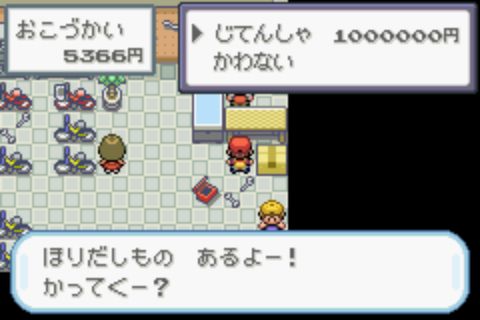 おこづかい
5366円
▶じてんしゃ 1000000円
かわない
ほりだしもの あるよー!
かってくー?